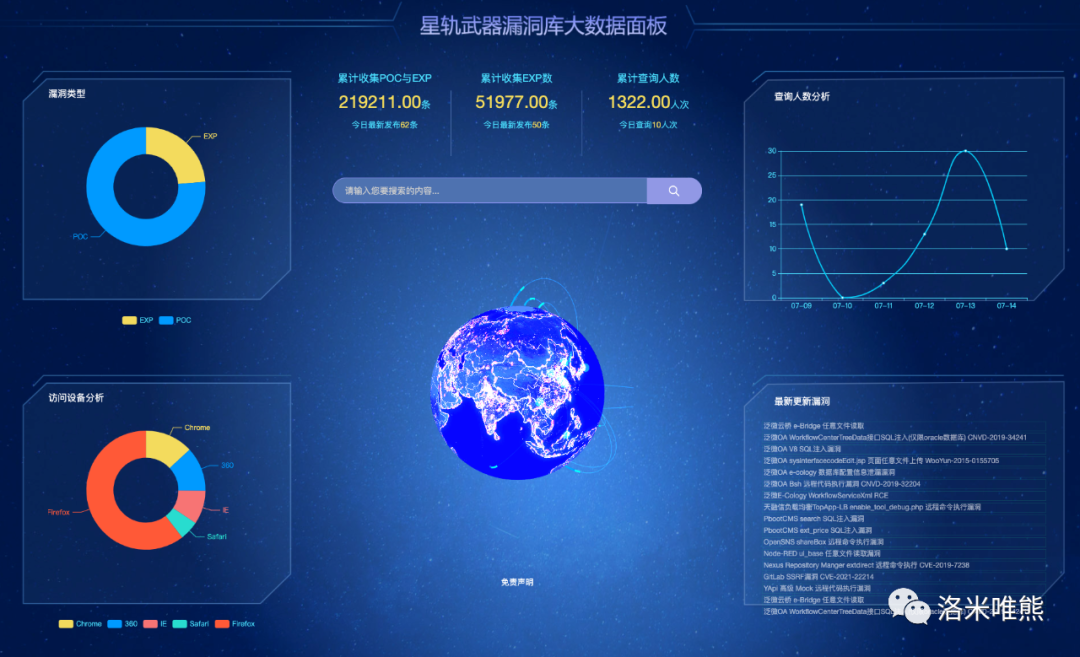 星轨武器漏洞库大数据面板
漏洞类型
EXP
POC
EXP POC
累计收集POC与EXP
219211.00条
今日最新发布62条
累计收集EXP数
51977.00条
今日最新发布50条
累计查询人数
1322.00人次
今日查询10人次
请输入您要搜索的内容...
查询人数分析
30
25
20
15
10
5
0
07-09 07-10 07-11 07-12 07-13 07-14
访问设备分析
Chrome
360
IE
Safari
Firefox
Chrome 360 IE Safari Firefox
免责声明
最新更新漏洞
泛微云桥 e-Bridge 任意文件读取
泛微OA WorkflowCenterTreeData接口SQL注入(仅限oracle数据库) CNVD-2019-34241
泛微OA V8 SQL注入漏洞
泛微OA sysinterfacecodeEdit.jsp 页面任意文件上传 WooYun-2015-0155705
泛微OA e-cology 数据库配置信息泄漏漏洞
泛微OA Bsh 远程代码执行漏洞 CNVD-2019-32204
泛微E-Cology WorkflowServiceXml RCE
天融信负载均衡TopApp-LB enable_tool_debug.php 远程命令执行漏洞
PbootCMS search SQL注入漏洞
PbootCMS ext_price SQL注入漏洞
OpenSNS shareBox 远程命令执行漏洞
Node-RED ui_base 任意文件读取漏洞
Nexus Repository Manger extdirect 远程命令执行 CVE-2019-7238
GitLab SSRF漏洞 CVE-2021-22214
YApi 高级 Mock 远程代码执行漏洞
泛微云桥 e-Bridge 任意文件读取
泛微OA WorkflowCenterTreeData接口SQ
洛米唯熊